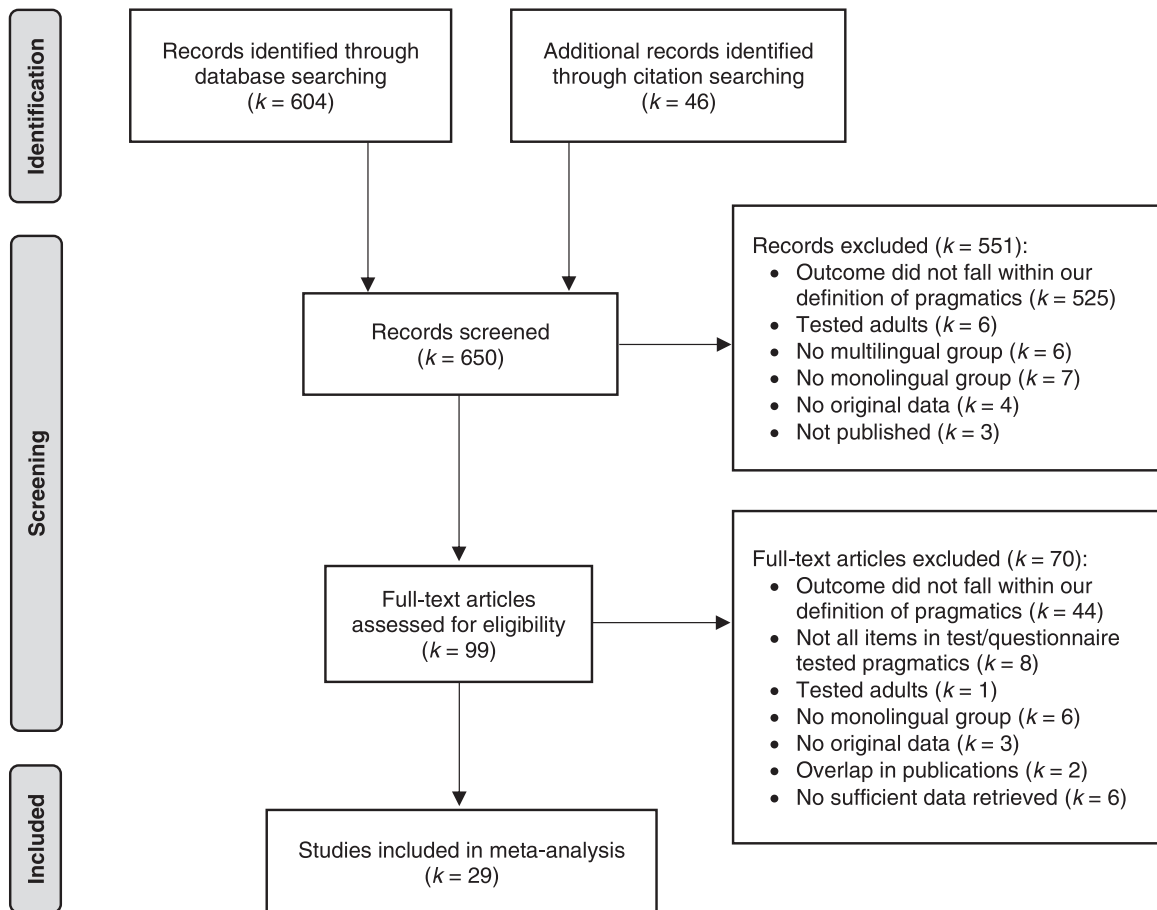 Identification
Records identified through
database searching
(k = 604)
Additional records identified
through citation searching
(k = 46)
Screening
Records screened
(k = 650)
Records excluded (k = 551):
• Outcome did not fall within our
definition of pragmatics (k = 525)
• Tested adults (k = 6)
• No multilingual group (k = 6)
• No monolingual group (k = 7)
• No original data (k = 4)
• Not published (k = 3)
Full-text articles
assessed for eligibility
(k = 99)
Full-text articles excluded (k = 70):
• Outcome did not fall within our
definition of pragmatics (k = 44)
• Not all items in test/questionnaire
tested pragmatics (k = 8)
• Tested adults (k = 1)
• No monolingual group (k = 6)
• No original data (k = 3)
• Overlap in publications (k = 2)
• No sufficient data retrieved (k = 6)
Included
Studies included in meta-analysis
(k = 29)